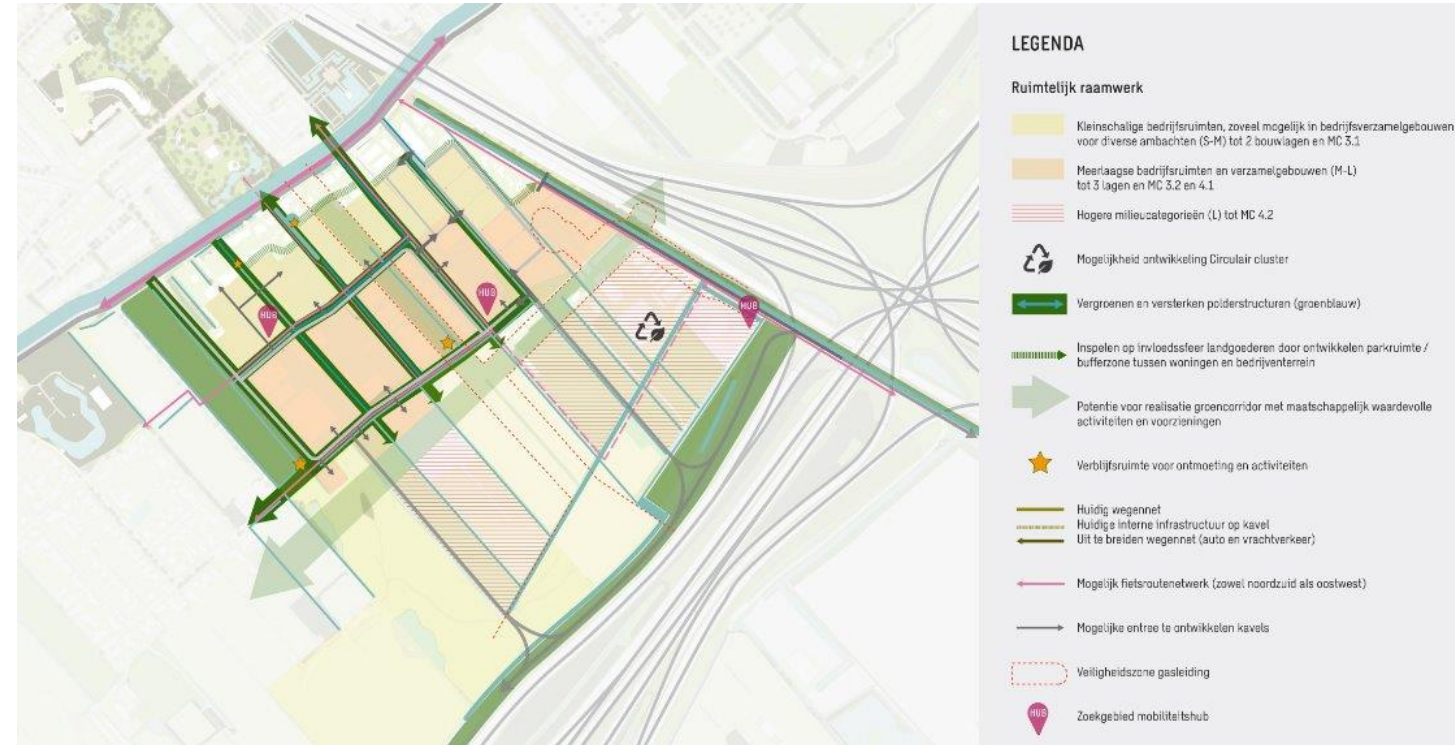 HUB
HUB
HUB
LEGENDA
Ruimtelijk raamwerk
Kleinschalige bedrijfsruimten, zoveel mogelijk in bedrijfsverzamelgebouwen
voor diverse ambachten (S-M) tot 2 bouwlagen en MC 3.1
Meerlaagse bedrijfsruimten en verzamelgebouwen (M-L)
tot 3 lagen en MC 3.2 en 4.1
Hogere milieucategorieën (L) tot MC 4.2
Mogelijkheid ontwikkeling Circulair cluster
Vergroenen en versterken polderstructuren (groenblauw)
Inspelen op invloedssfeer landgoederen door ontwikkelen parkruimte /
bufferzone tussen woningen en bedrijventerrein
Potentie voor realisatie groencorridor met maatschappelijk waardevolle
activiteiten en voorzieningen
Verblijfsruimte voor ontmoeting en activiteiten
Huidig wegennet
Huidige interne infrastructuur op kavel
Uit te breiden wegennet (auto en vrachtverkeer)
Mogelijk fietsroutenetwerk (zowel noordzuid als oostwest)
Mogelijke entree te ontwikkelen kavels
Veiligheidszone gasleiding
HUB
Zoekgebied mobiliteitshub